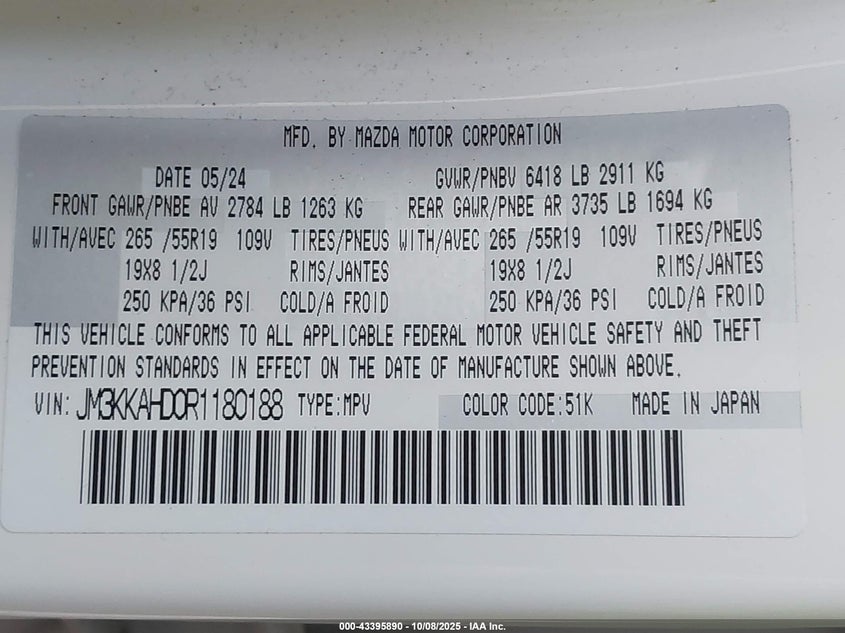 MFD. BY MAZDA MOTOR CORPORATION
DATE 05/24 GVWR/PNBV 6418 LB 2911 KG
FRONT GAWR/PNBE AV 2784 LB 1263 KG REAR GAWR/PNBE AR 3735 LB 1694 KG
WITH/AVEC 265 /55R19 109V TIRES/PNEUS WITH/AVEC 265 /55R19 109V TIRES/PNEUS
19X8 1/2J RIMS/JANTES 19X8 1/2J RIMS/JANTES
250 KPA/36 PSI COLD/A FROID 250 KPA/36 PSI COLD/A FROID
THIS VEHICLE CONFORMS TO ALL APPLICABLE FEDERAL MOTOR VEHICLE SAFETY AND THEFT
PREVENTION STANDARDS IN EFFECT ON THE DATE OF MANUFACTURE SHOWN ABOVE.
VIN: JM3KKAHD0R1180188 TYPE:MPV COLOR CODE:51K MADE IN JAPAN
000-43395890 - 10/08/2025 - IAA Inc.